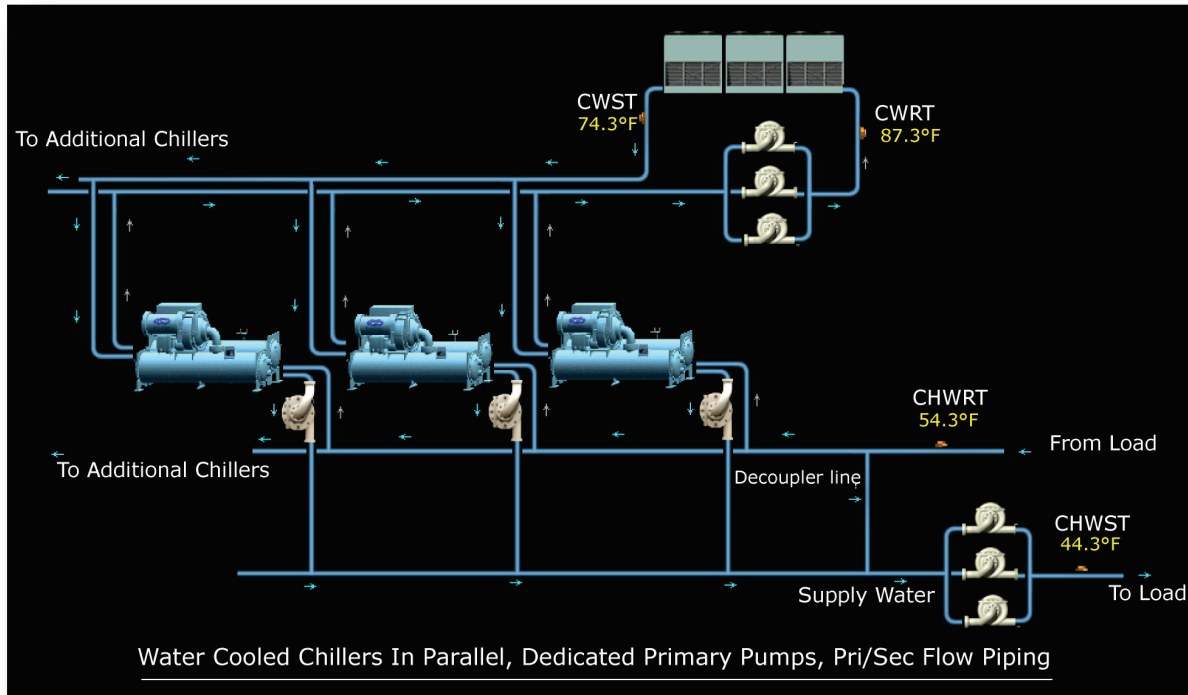 CWST
74.3°F
CWRT
87.3°F
To Additional Chillers
CHWRT
54.3°F
From Load
To Additional Chillers
Decoupler line
CHWST
44.3°F
Supply Water
To Load
Water Cooled Chillers In Parallel, Dedicated Primary Pumps, Pri/Sec Flow Piping